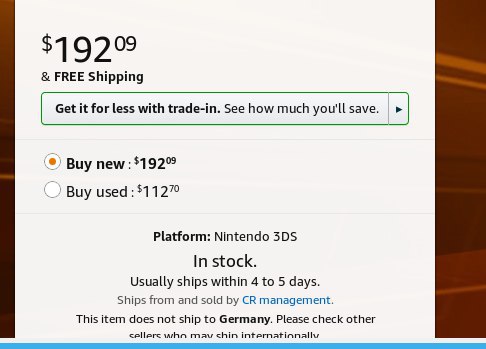 $192.09
& FREE Shipping
Get it for less with trade-in. See how much you'll save.
Buy new : $192.09
Buy used : $112.70
Platform: Nintendo 3DS
In stock.
Usually ships within 4 to 5 days.
Ships from and sold by CR management.
This item does not ship to Germany. Please check other
sellers who may ship internationally.